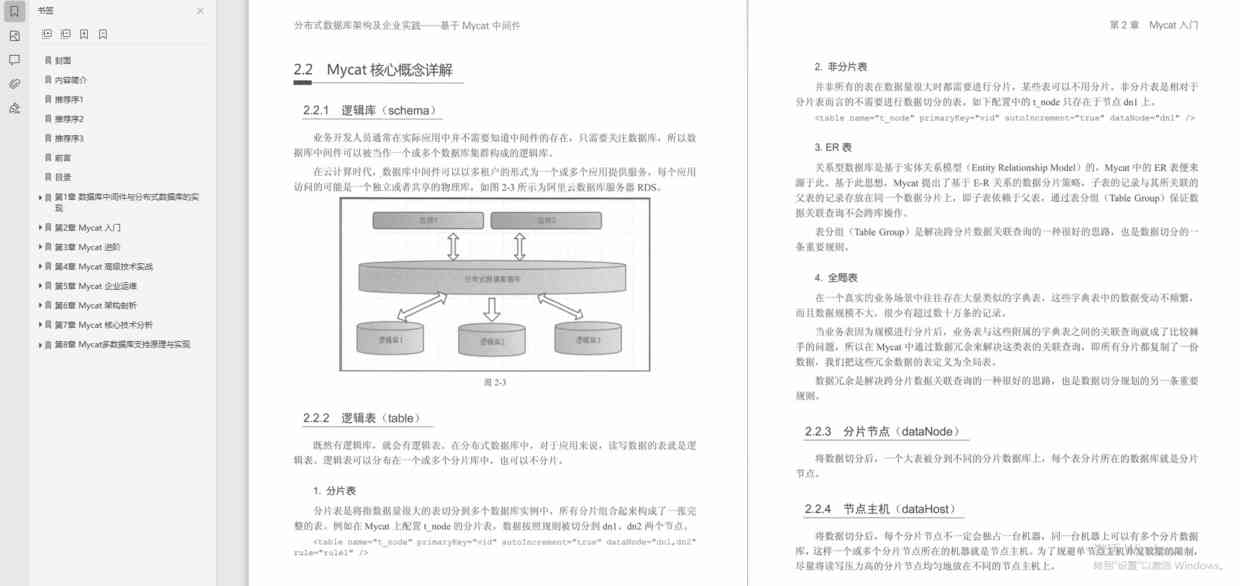 书签
封面
内容简介
推荐序1
推荐序2
推荐序3
前言
目录
第1章 数据库中间件与分布式数据库的实
现
第2章 Mycat 入门
第3章 Mycat 进阶
第4章 Mycat 高级技术实战
第5章 Mycat 企业运维
第6章 Mycat 架构剖析
第7章 Mycat 核心技术分析
第8章 Mycat多数据库支持原理与实现
分布式数据库架构及企业实践——基于 Mycat 中间件
2.2 Mycat 核心概念详解
2.2.1 逻辑库（schema）
业务开发人员通常在实际应用中并不需要知道中间件的存在，只需要关注数据库，所以数
据库中间件可以被当作一个或多个数据库集群构成的逻辑库。
在云计算时代，数据库中间件可以以多租户的形式为一个或多个应用提供服务，每个应用
访问的可能是一个独立或者共享的物理库，如图 2-3 所示为阿里云数据库服务器 RDS。
逻辑库1
逻辑库3
图 2-3
2.2.2 逻辑表（table）
既然有逻辑库，就会有逻辑表。在分布式数据库中，对于应用来说，读写数据的表就是逻
辑表。逻辑表可以分布在一个或多个分片库中，也可以不分片。
1. 分片表
分片表是将指数据量很大的表切分到多个数据库实例中，所有分片组合起来构成了一张完
整的表。例如在 Mycat 上配置 t_node 的分片表，数据按照规则被切分到 dn1、dn2 两个节点。
<table name="t_node" primaryKey="vid" autoIncrement="true" dataNode="dn1,dn2"
rule="rule1" />
第 2 章 Mycat 入门
2. 非分片表
并非所有的表在数据量很大时都需要进行分片，某些表可以不用分片。非分片表是相对于
分片表而言的不需要进行数据切分的表。如下配置中的 t_node 只存在于节点 dn1 上。
<table name="t_node" primaryKey="vid" autoIncrement="true" dataNode="dn1" />
3. ER 表
关系型数据库是基于实体关系模型（Entity Relationship Model）的，Mycat 中的 ER 表便来
源于此。基于此思想，Mycat 提出了基于 E-R 关系的数据分片策略，子表的记录与其所关联的
父表的记录存放在同一个数据分片上，即子表依赖于父表，通过表分组（Table Group）保证数
据关联查询不会跨库操作。
表分组（Table Group）是解决跨分片数据关联查询的一种很好的思路，也是数据切分的一
条重要规则。
4. 全局表
在一个真实的业务场景中往往存在大量类似的字典表，这些字典表中的数据变动不频繁，
而且数据规模不大，很少有超过数十万条的记录。
当业务表因为规模进行分片后，业务表与这些附属的字典表之间的关联查询就成了比较棘
手的问题，所以在 Mycat 中通过数据冗余来解决这类表的关联查询，即所有分片都复制了一份
数据，我们把这些冗余数据的表定义为全局表。
数据冗余是解决跨分片数据关联查询的一种很好的思路，也是数据切分规划的另一条重要
规则。
2.2.3 分片节点（dataNode）
将数据切分后，一个大表被分到不同的分片数据库上，每个表分片所在的数据库就是分片
节点。
2.2.4 节点主机（dataHost）
将数据切分后，每个分片节点不一定会独占一台机器，同一台机器上可以有多个分片数据
库，这样一个或多个分片节点所在的机器就是节点主机。为了规避单节点主机并发数量的限制，
尽量将读写压力高的分片节点均匀地放在不同的节点主机上。
转到"设置"以激活 Windows。